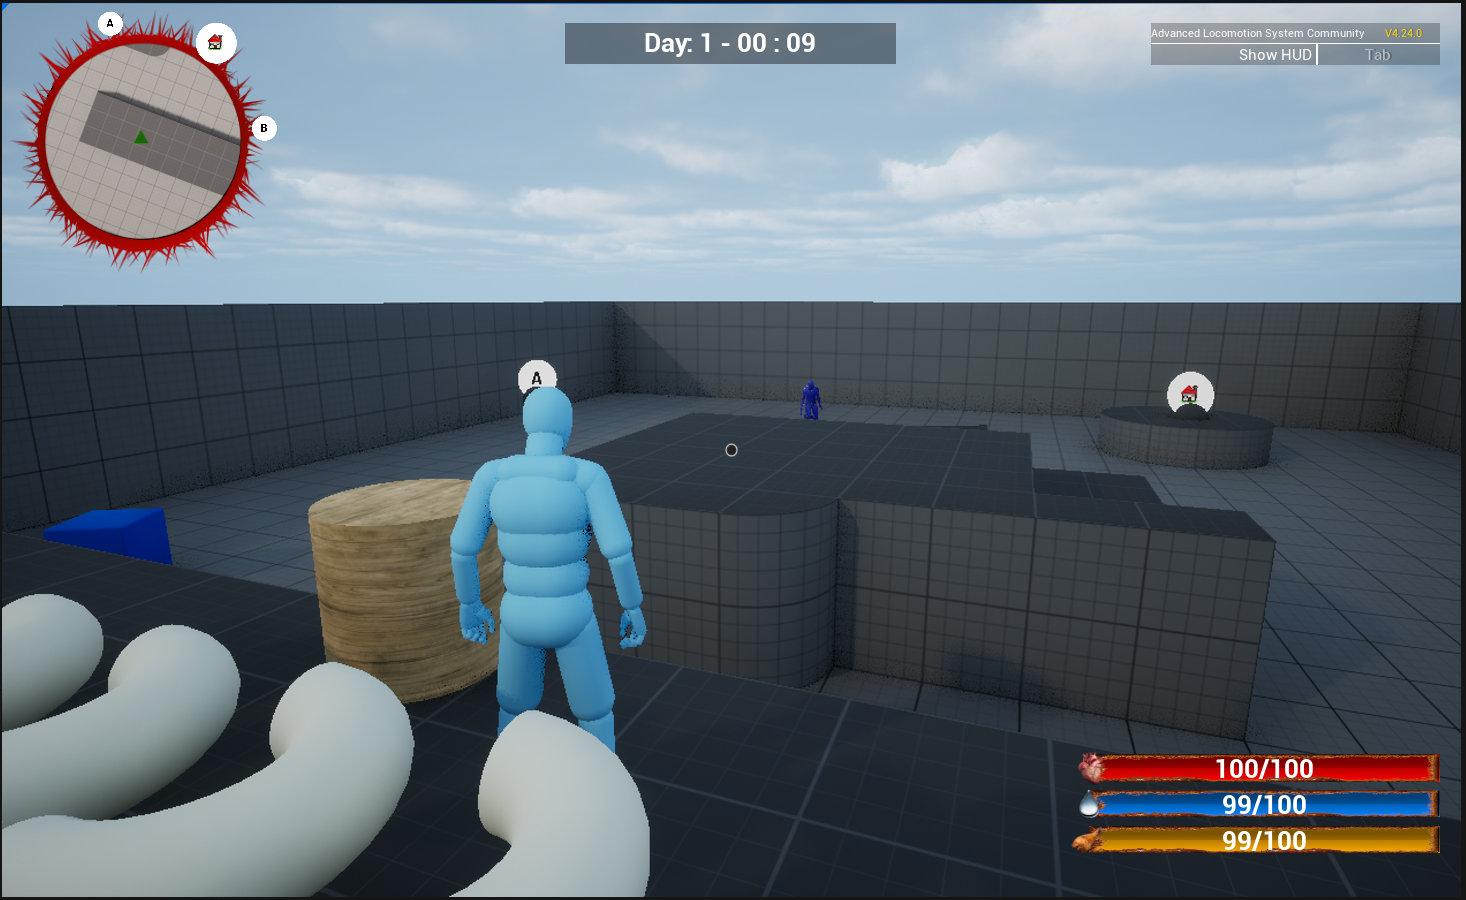 A
Day: 1 - 00 : 09
Advanced Locomotion System Community V4.24.0
Show HUD Tab
B
A
100/100
99/100
99/100